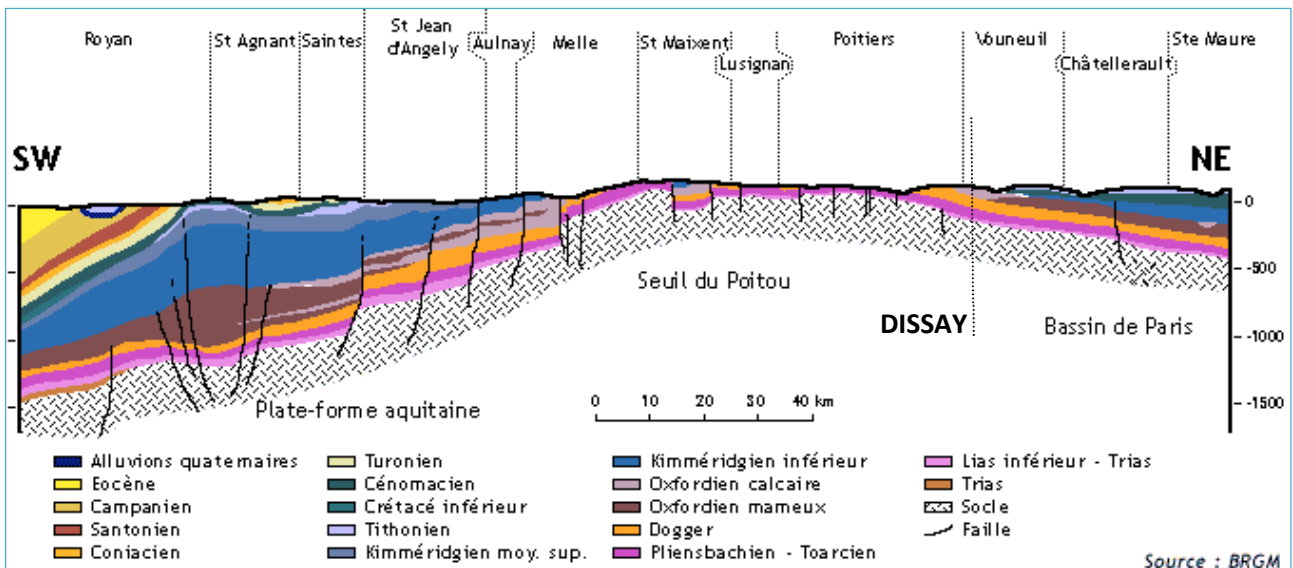 Royan St Agnant Saintes St Jean d'Angely Aulnay Melle St Maixent Lusignan Poitiers Vouneuil Châtellerault Ste Maure
SW NE
0
-500
-1000
-1500
Seuil du Poitou
DISSAY
Bassin de Paris
Plate-forme aquitaine
0 10 20 30 40 km
Alluvions quaternaires
Eocène
Campanien
Santonien
Coniacien
Turonien
Cénomacien
Crétacé inférieur
Tithonien
Kimméridgien moy. sup.
Kimméridgien inférieur
Oxfordien calcaire
Oxfordien marneux
Dogger
Pliensbachien - Toarcien
Lias inférieur - Trias
Trias
Socle
Faille
Source : BRGM